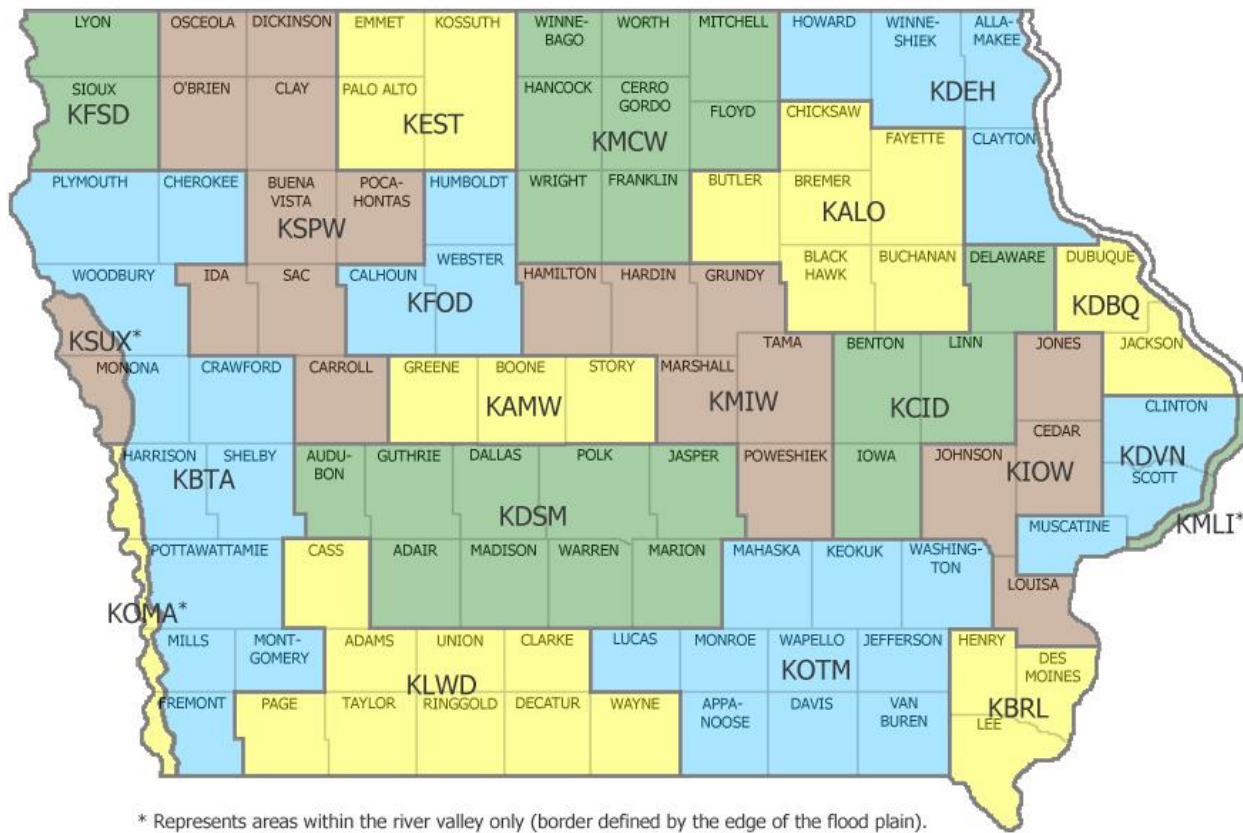 LYON
OSCEOLA
DICKINSON
EMMET
KOSSUTH
WINNE-
BAGO
WORTH
MITCHELL
HOWARD
WINNE-
SHIEK
ALLA-
MAKEE
SIOUX
KFSD
O'BRIEN
CLAY
PALO ALTO
KEST
HANCOCK
CERRO
GORDO
KMCW
FLOYD
CHICKSAW
KDEH
FAYETTE
CLAYTON
PLYMOUTH
CHEROKEE
BUENA
VISTA
POCA-
HONTAS
KSPW
HUMBOLDT
WRIGHT
FRANKLIN
BUTLER
BREMER
KALO
WOODBURY
IDA
SAC
CALHOUN
WEBSTER
KFOD
HAMILTON
HARDIN
GRUNDY
BLACK
HAWK
BUCHANAN
DELAWARE
DUBUQUE
KDBQ
KSUX*
MONONA
CRAWFORD
CARROLL
GREENE
BOONE
STORY
KAMW
MARSHALL
TAMA
KMIW
BENTON
LINN
KCID
JONES
JACKSON
CLINTON
HARRISON
SHELBY
KBTA
AUDU-
BON
GUTHRIE
DALLAS
POLK
JASPER
KDSM
POWESHIEK
IOWA
JOHNSON
CEDAR
KIOW
KDVN
SCOTT
KMLI*
MUSCATINE
POTTAWATTAMIE
CASS
ADAIR
MADISON
WARREN
MARION
MAHASKA
KEOKUK
WASHING-
TON
LOUISA
KOMA*
MILLS
MONT-
GOMERY
ADAMS
UNION
CLARKE
KLWD
LUCAS
MONROE
WAPELLO
JEFFERSON
KOTM
HENRY
DES
MOINES
KBRL
LEE
FREMONT
PAGE
TAYLOR
RINGGOLD
DECATUR
WAYNE
APPA-
NOOSE
DAVIS
VAN
BUREN
* Represents areas within the river valley only (border defined by the edge of the flood plain).